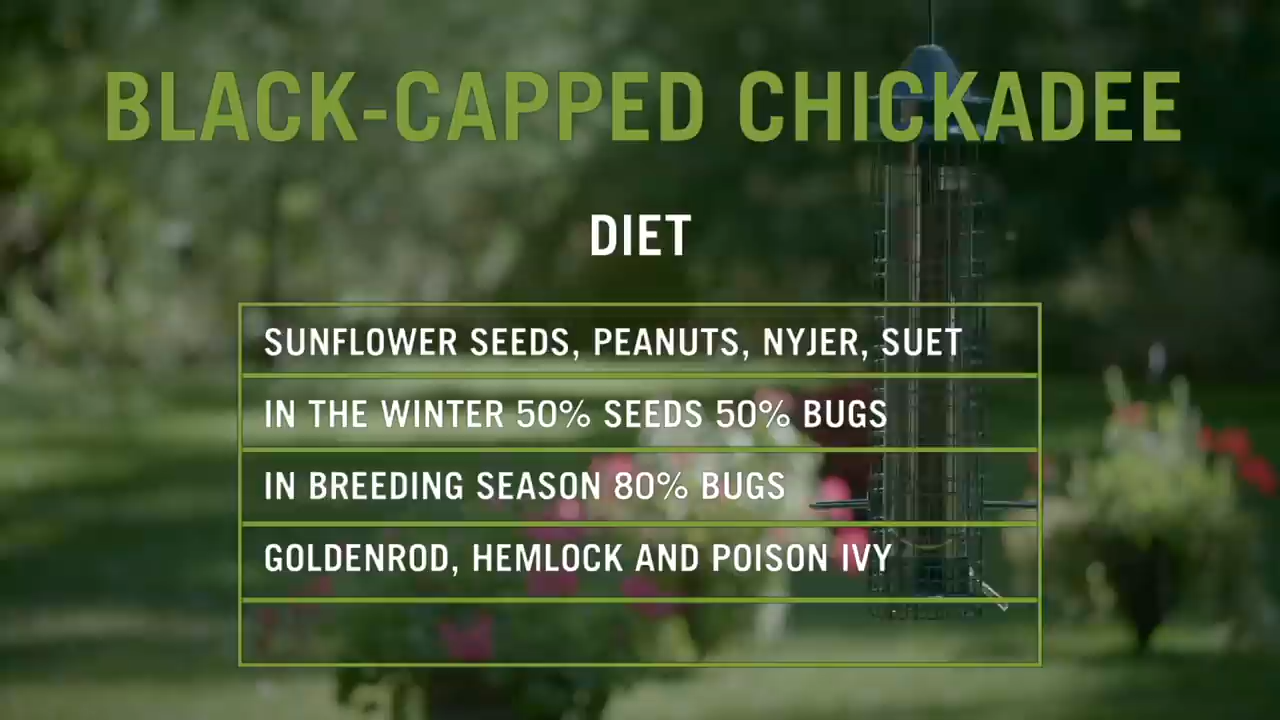 BLACK-CAPPED CHICKADEE
DIET
SUNFLOWER SEEDS, PEANUTS, NYJER, SUET
IN THE WINTER 50% SEEDS 50% BUGS
IN BREEDING SEASON 80% BUGS
GOLDENROD, HEMLOCK AND POISON IVY